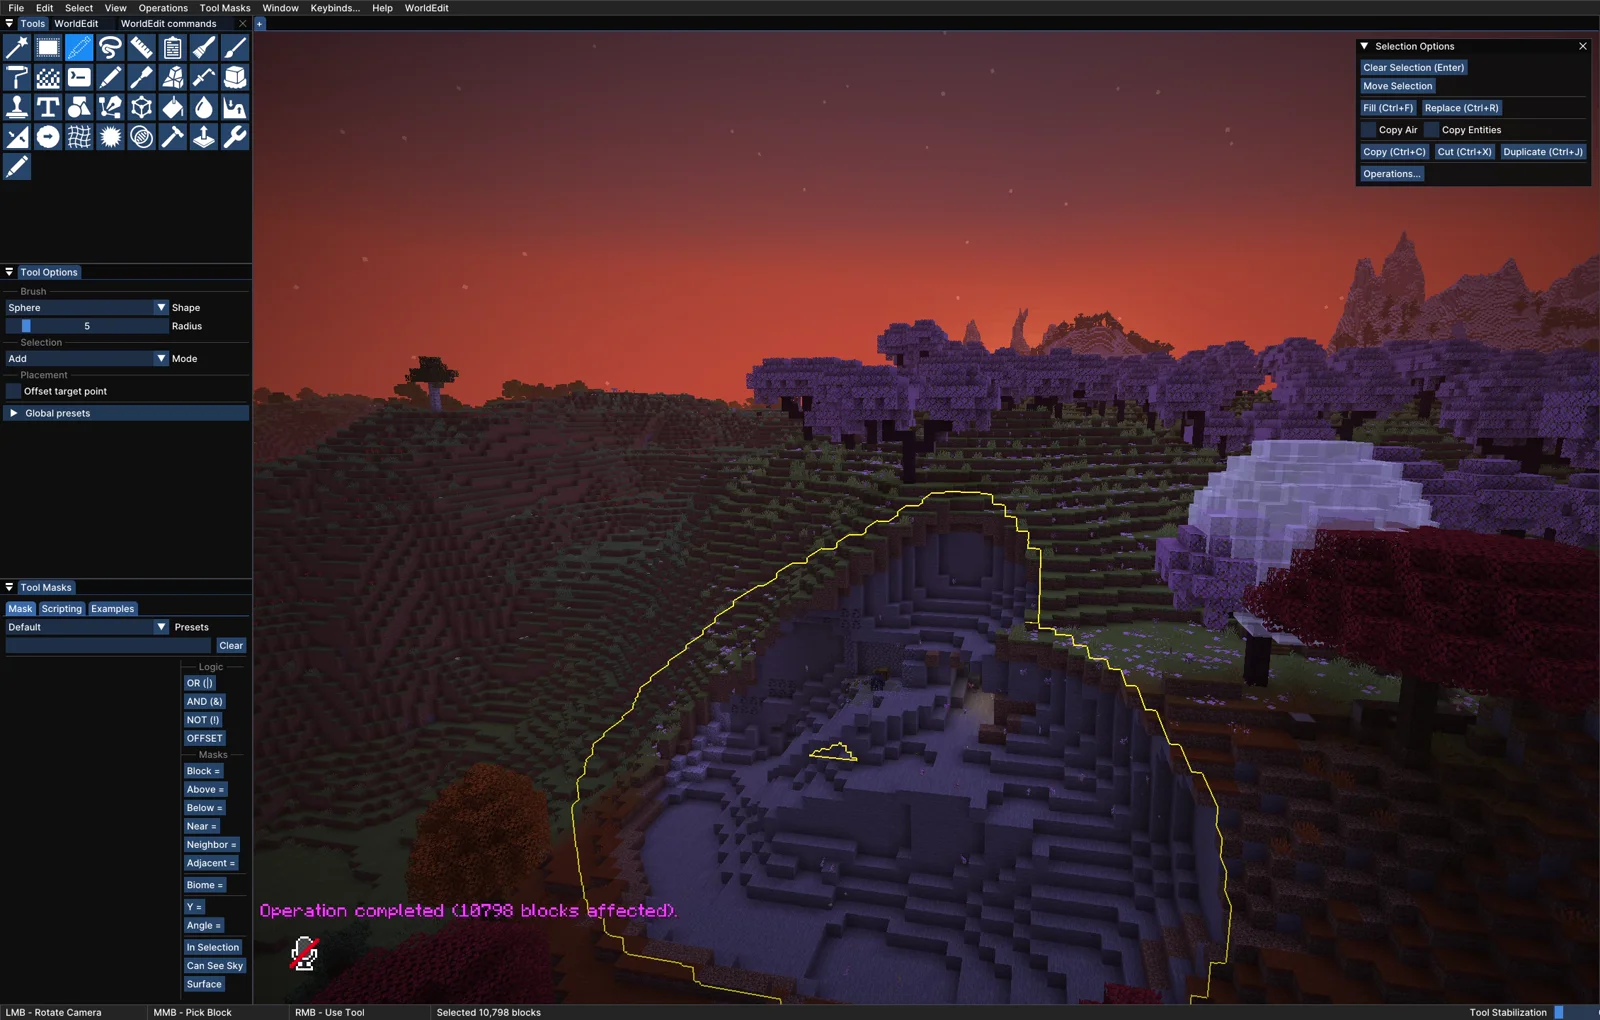 File Edit Select View Operations Tool Masks Window Keybinds... Help WorldEdit
Tools WorldEdit WorldEdit commands
Selection Options
Clear Selection (Enter)
Move Selection
Fill (Ctrl+F) Replace (Ctrl+R)
Copy Air Copy Entities
Copy (Ctrl+C) Cut (Ctrl+X) Duplicate (Ctrl+J)
Operations...
Tool Options
Brush
Sphere Shape
5 Radius
Selection
Add Mode
Placement
Offset target point
Global presets
Tool Masks
Mask Scripting Examples
Default Presets
Clear
Logic
OR (|)
AND (&)
NOT (!)
OFFSET
Masks
Block =
Above =
Below =
Near =
Neighbor =
Adjacent =
Biome =
Y =
Angle =
In Selection
Can See Sky
Surface
Operation completed (10798 blocks affected).
LMB - Rotate Camera MMB - Pick Block RMB - Use Tool Selected 10,798 blocks Tool Stabilization